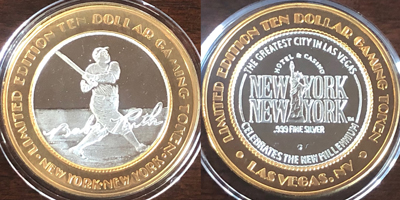 LIMITED EDITION TEN DOLLAR GAMING TOKEN
Babe Ruth
• NEW YORK•NEW YORK •
LIMITED EDITION TEN DOLLAR GAMING TOKEN
THE GREATEST CITY IN LAS VEGAS
HOTEL & CASINO
NEW YORK
NEW YORK
.999 FINE SILVER
CELEBRATES THE NEW MILLENNIUM
• LAS VEGAS, NV •